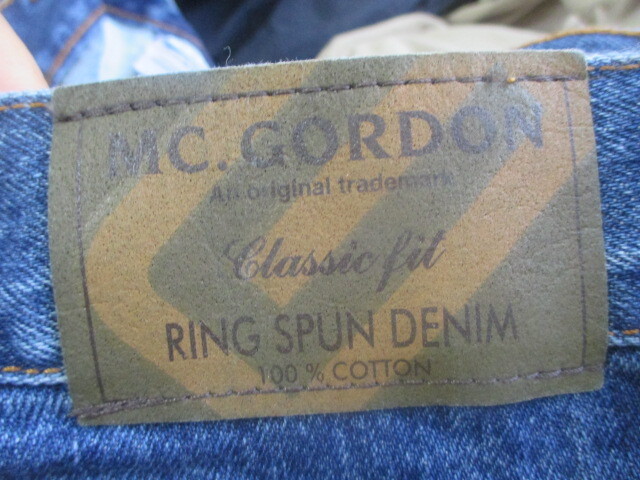 MC.GORDON
An original trademark
Classic fit
RING SPUN DENIM
100 % COTTON